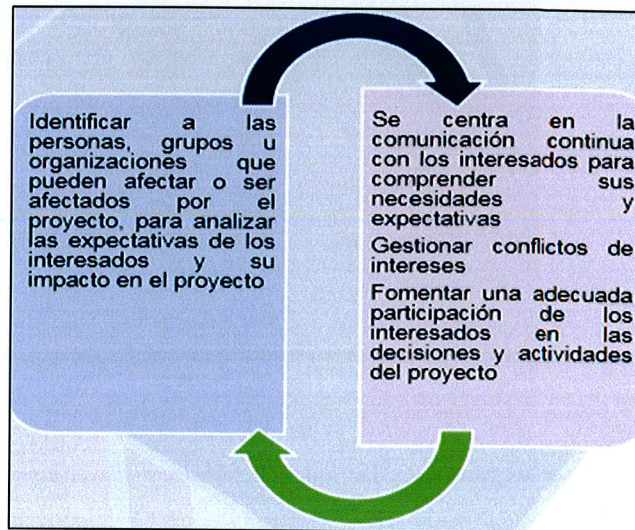 Identificar a las
personas, grupos u
organizaciones que
pueden afectar o ser
afectados por el
proyecto, para analizar
las expectativas de los
interesados y su
impacto en el proyecto
Se centra en la
comunicación continua
con los interesados para
comprender sus
necesidades y
expectativas
Gestionar conflictos de
intereses
Fomentar una adecuada
participación de los
interesados en las
decisiones y actividades
del proyecto